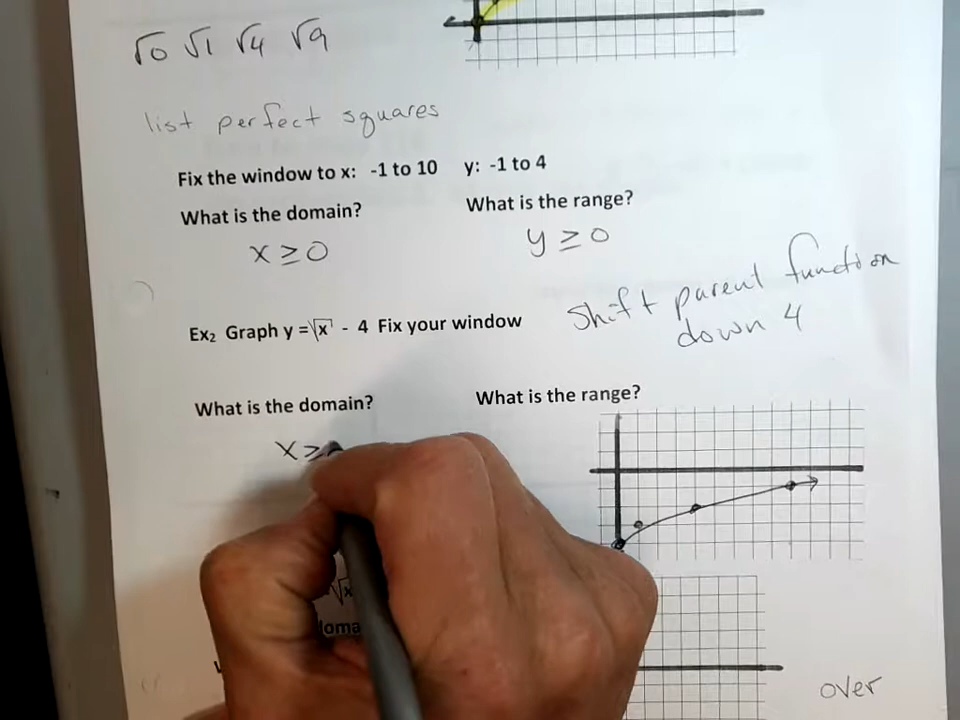 √0 √1 √4 √9
list perfect squares
Fix the window to x: -1 to 10 y: -1 to 4
What is the domain? What is the range?
x ≥ 0 y ≥ 0
Ex₂ Graph y = √x - 4 Fix your window
Shift parent function
down 4
What is the domain? What is the range?
x ≥
√x
over